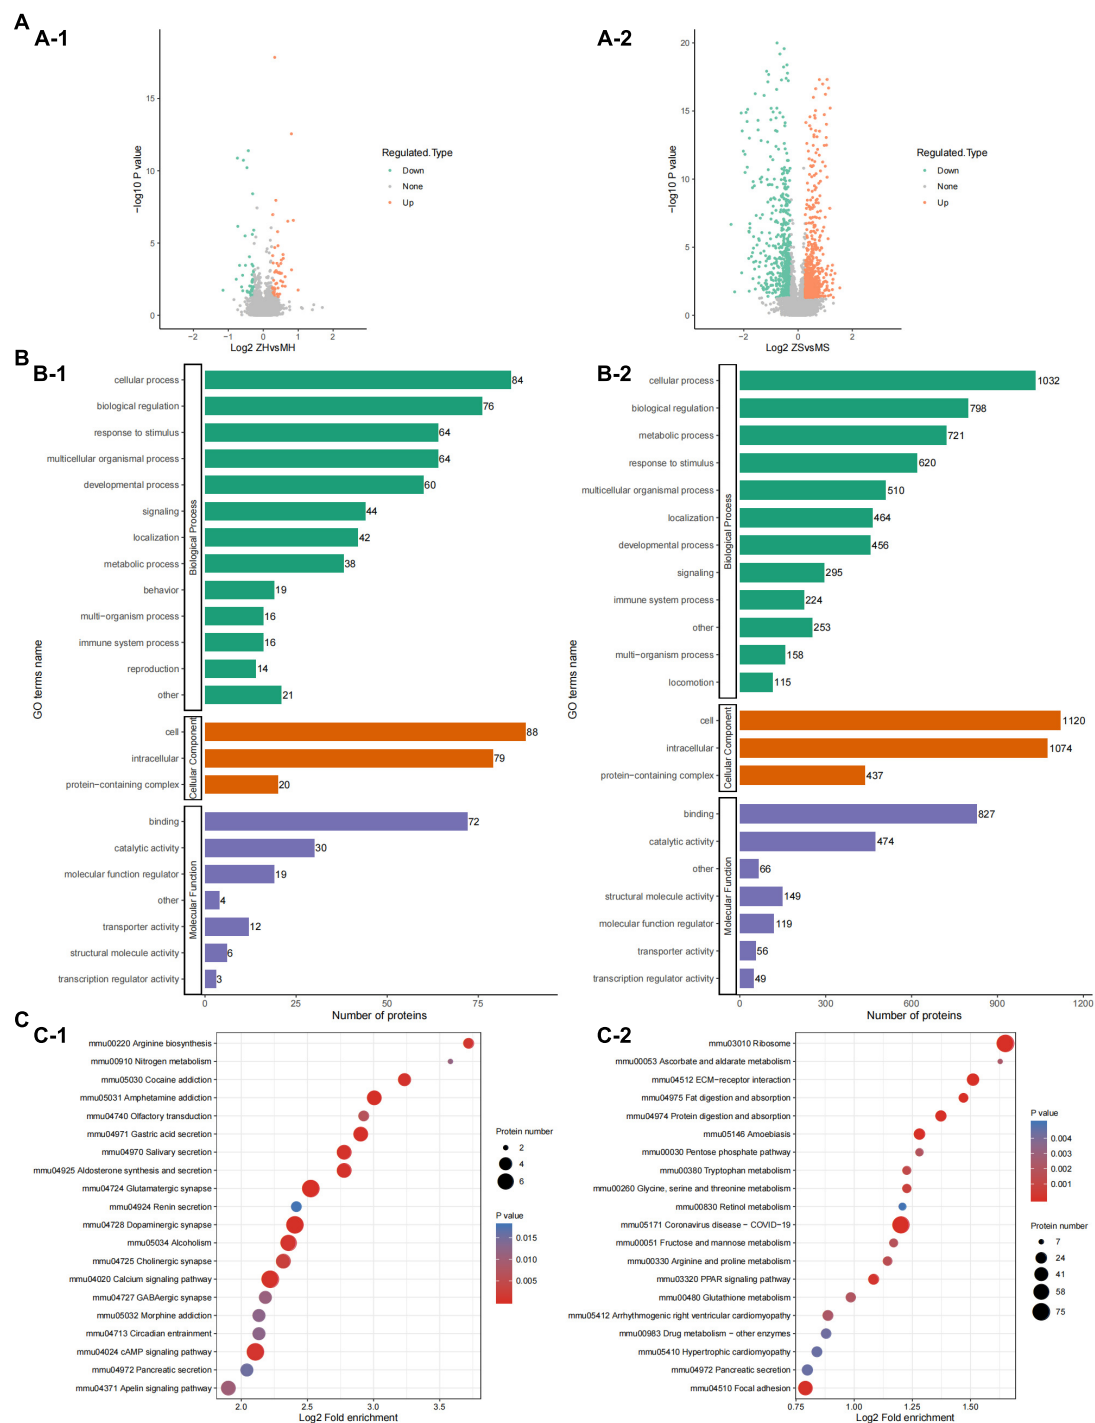 A
A-1
A-2
15
10
5
0
−log10 P value
−2
−1
0
1
2
Log2 ZHvsMH
Regulated.Type
Down
None
Up
20
15
10
5
0
−log10 P value
−2
0
2
Log2 ZSvsMS
Regulated.Type
Down
None
Up
B
B-1
GO terms name
Biological Process
cellular process 84
biological regulation 76
response to stimulus 64
multicellular organismal process 64
developmental process 60
signaling 44
localization 42
metabolic process 38
behavior 19
multi−organism process 16
immune system process 16
reproduction 14
other 21
Cellular Component
cell 88
intracellular 79
protein−containing complex 20
Molecular Function
binding 72
catalytic activity 30
molecular function regulator 19
other 4
transporter activity 12
structural molecule activity 6
transcription regulator activity 3
0 25 50 75
Number of proteins
B-2
GO terms name
Biological Process
cellular process 1032
biological regulation 798
metabolic process 721
response to stimulus 620
multicellular organismal process 510
localization 464
developmental process 456
signaling 295
immune system process 224
other 253
multi−organism process 158
locomotion 115
Cellular Component
cell 1120
intracellular 1074
protein−containing complex 437
Molecular Function
binding 827
catalytic activity 474
other 66
structural molecule activity 149
molecular function regulator 119
transporter activity 56
transcription regulator activity 49
0 300 600 900 1200
Number of proteins
C
C-1
mmu00220 Arginine biosynthesis
mmu00910 Nitrogen metabolism
mmu05030 Cocaine addiction
mmu05031 Amphetamine addiction
mmu04740 Olfactory transduction
mmu04971 Gastric acid secretion
mmu04970 Salivary secretion
mmu04925 Aldosterone synthesis and secretion
mmu04724 Glutamatergic synapse
mmu04924 Renin secretion
mmu04728 Dopaminergic synapse
mmu05034 Alcoholism
mmu04725 Cholinergic synapse
mmu04020 Calcium signaling pathway
mmu04727 GABAergic synapse
mmu05032 Morphine addiction
mmu04713 Circadian entrainment
mmu04024 cAMP signaling pathway
mmu04972 Pancreatic secretion
mmu04371 Apelin signaling pathway
2.0 2.5 3.0 3.5
Log2 Fold enrichment
Protein number
2
4
6
P value
0.015
0.010
0.005
C-2
mmu03010 Ribosome
mmu00053 Ascorbate and aldarate metabolism
mmu04512 ECM−receptor interaction
mmu04975 Fat digestion and absorption
mmu04974 Protein digestion and absorption
mmu05146 Amoebiasis
mmu00030 Pentose phosphate pathway
mmu00380 Tryptophan metabolism
mmu00260 Glycine, serine and threonine metabolism
mmu00830 Retinol metabolism
mmu05171 Coronavirus disease − COVID−19
mmu00051 Fructose and mannose metabolism
mmu00330 Arginine and proline metabolism
mmu03320 PPAR signaling pathway
mmu00480 Glutathione metabolism
mmu05412 Arrhythmogenic right ventricular cardiomyopathy
mmu00983 Drug metabolism − other enzymes
mmu05410 Hypertrophic cardiomyopathy
mmu04972 Pancreatic secretion
mmu04510 Focal adhesion
0.75 1.00 1.25 1.50
Log2 Fold enrichment
P value
0.004
0.003
0.002
0.001
Protein number
7
24
41
58
75